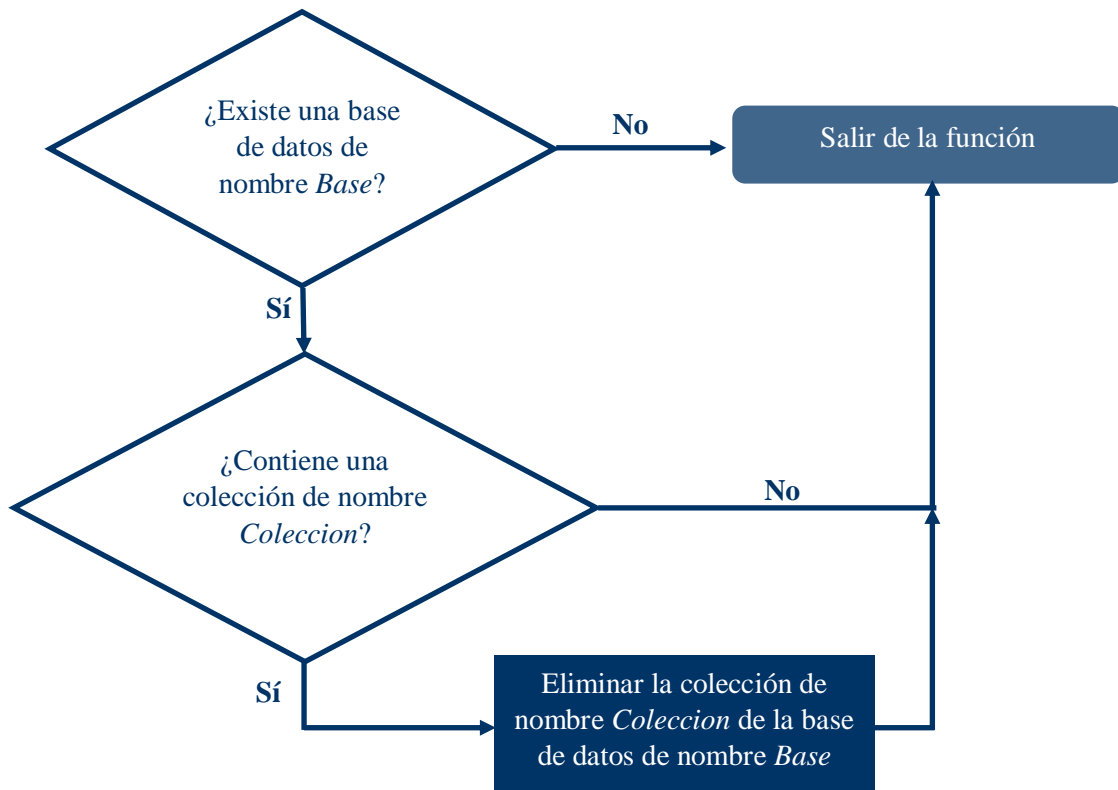 ¿Existe una base
de datos de
nombre Base?
No
Salir de la función
Sí
¿Contiene una
colección de nombre
Coleccion?
No
Sí
Eliminar la colección de
nombre Coleccion de la base
de datos de nombre Base